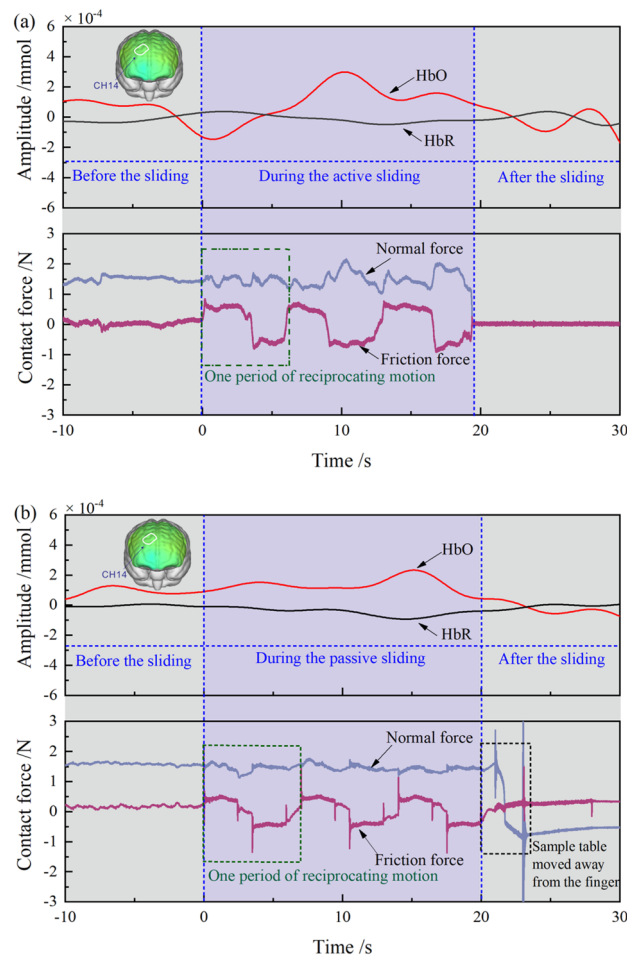 (a)
6 × 10⁻⁴
4
2
0
-2
-4
-6
Amplitude /mmol
CH14
HbO
HbR
Before the sliding
During the active sliding
After the sliding
3
2
1
0
-1
-2
-3
Contact force /N
Normal force
Friction force
One period of reciprocating motion
-10 0 10 20 30
Time /s
(b)
6 × 10⁻⁴
4
2
0
-2
-4
-6
Amplitude /mmol
CH14
HbO
HbR
Before the sliding
During the passive sliding
After the sliding
3
2
1
0
-1
-2
-3
Contact force /N
Normal force
Friction force
One period of reciprocating motion
Sample table
moved away
from the finger
-10 0 10 20 30
Time /s